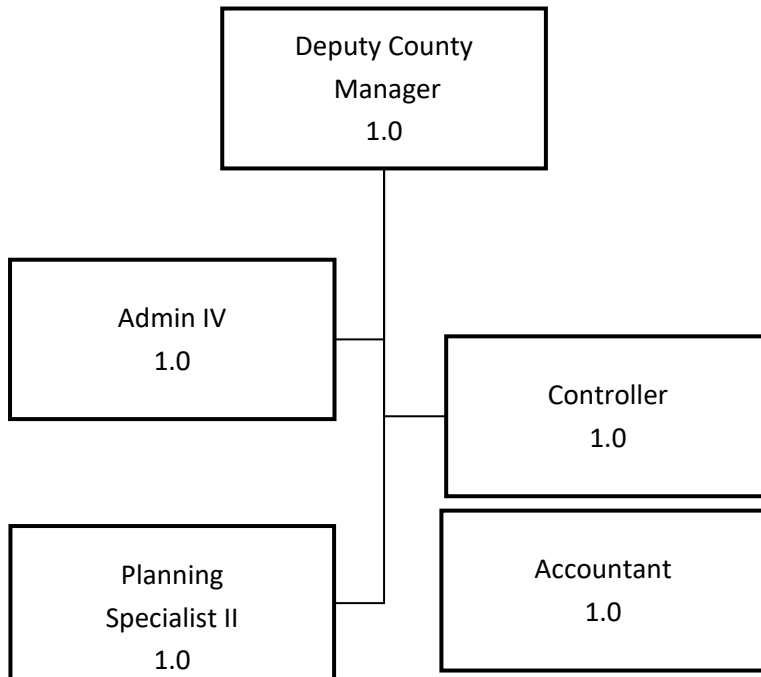 Deputy County
Manager
1.0
Admin IV
1.0
Controller
1.0
Planning
Specialist II
1.0
Accountant
1.0